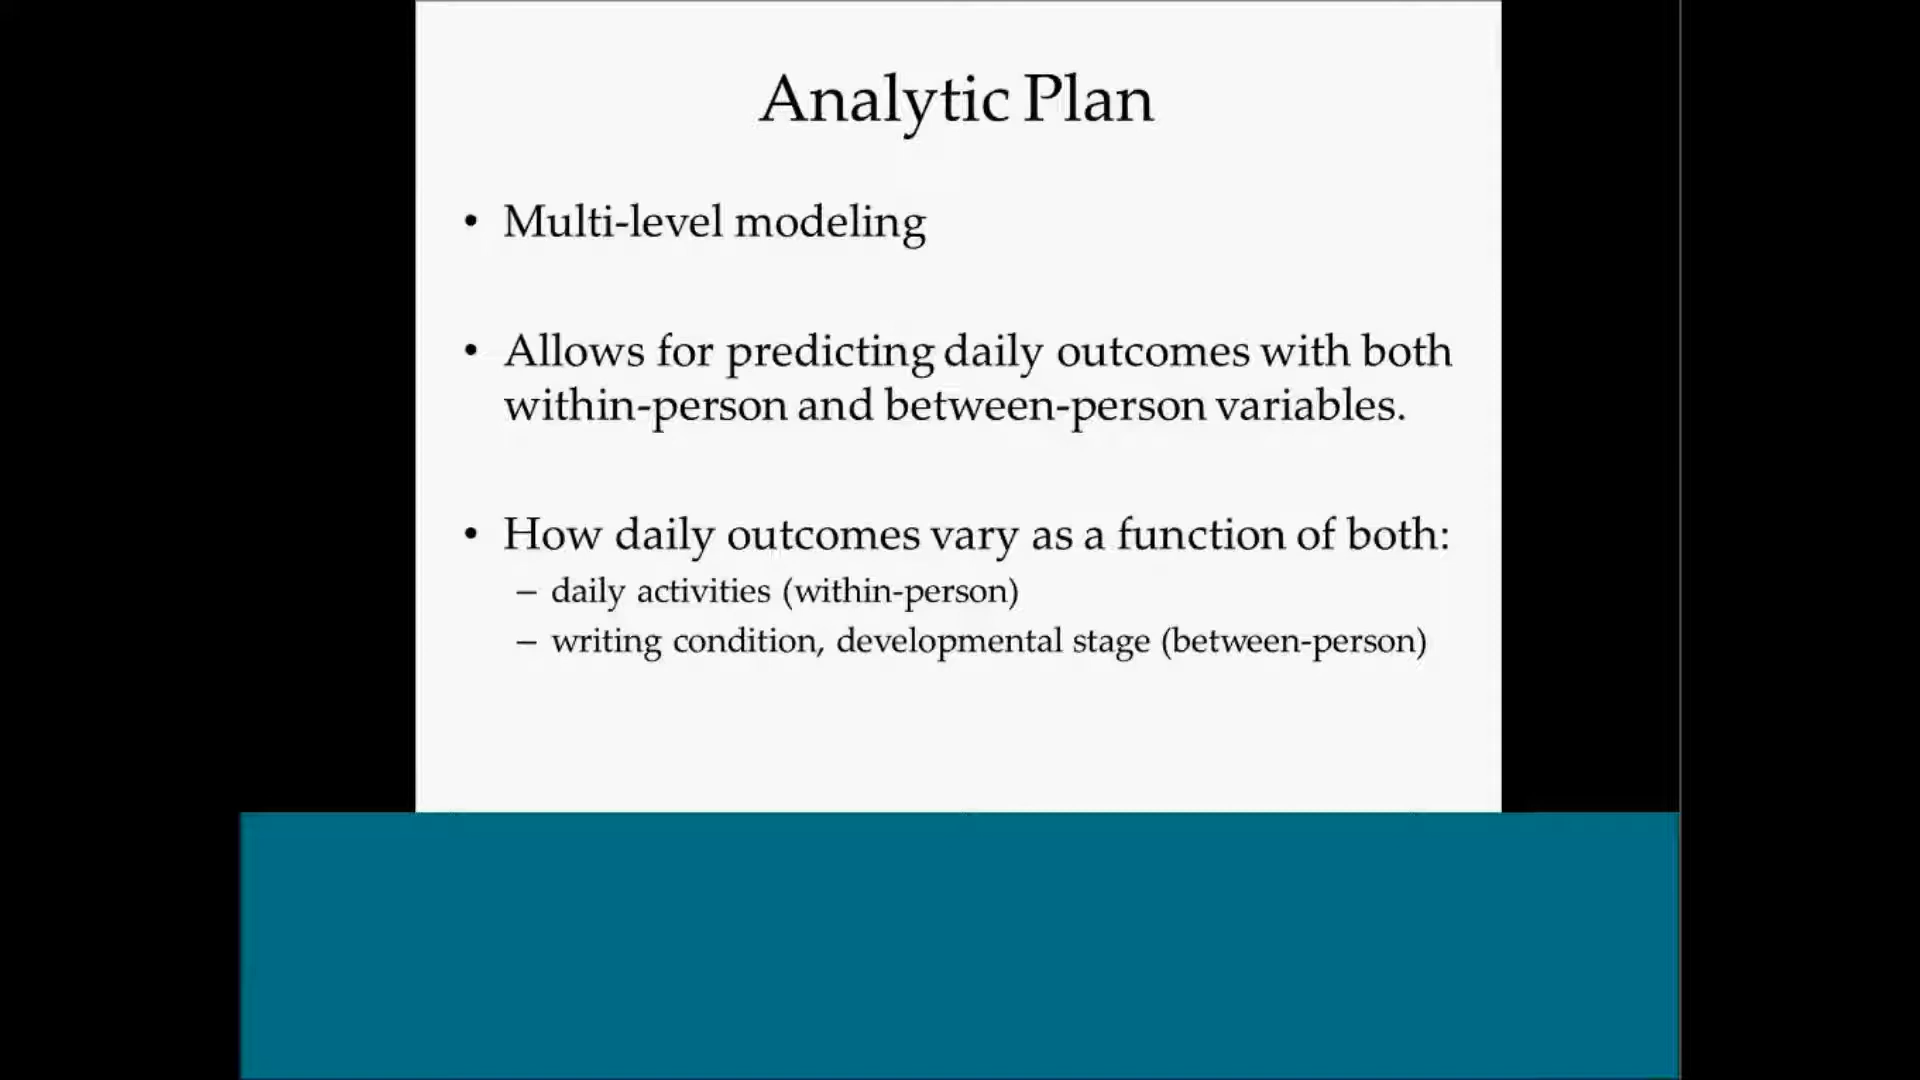 Analytic Plan
• Multi-level modeling
• Allows for predicting daily outcomes with both
within-person and between-person variables.
• How daily outcomes vary as a function of both:
– daily activities (within-person)
– writing condition, developmental stage (between-person)